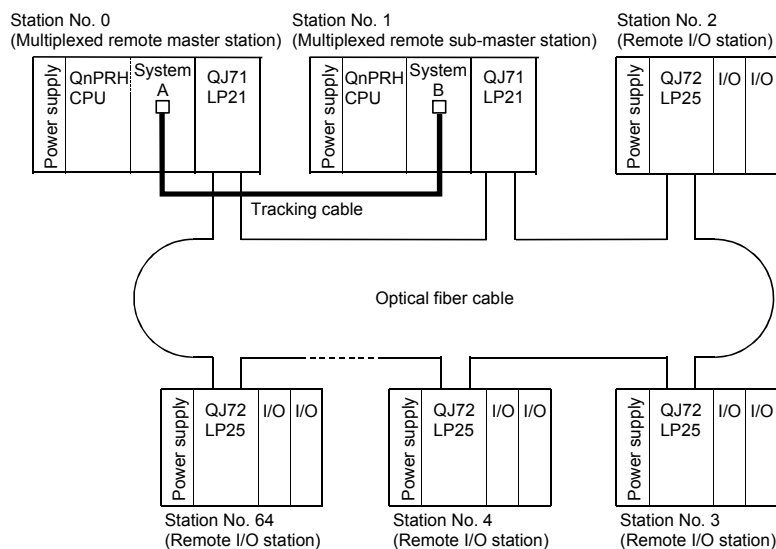 Station No. 0
(Multiplexed remote master station)
Station No. 1
(Multiplexed remote sub-master station)
Station No. 2
(Remote I/O station)
Power supply
QnPRH
CPU
System
A
QJ71
LP21
Power supply
QnPRH
CPU
System
B
QJ71
LP21
Power supply
QJ72
LP25
I/O
I/O
Tracking cable
Optical fiber cable
Power supply
QJ72
LP25
I/O
I/O
Power supply
QJ72
LP25
I/O
I/O
Power supply
QJ72
LP25
I/O
I/O
Station No. 64
(Remote I/O station)
Station No. 4
(Remote I/O station)
Station No. 3
(Remote I/O station)